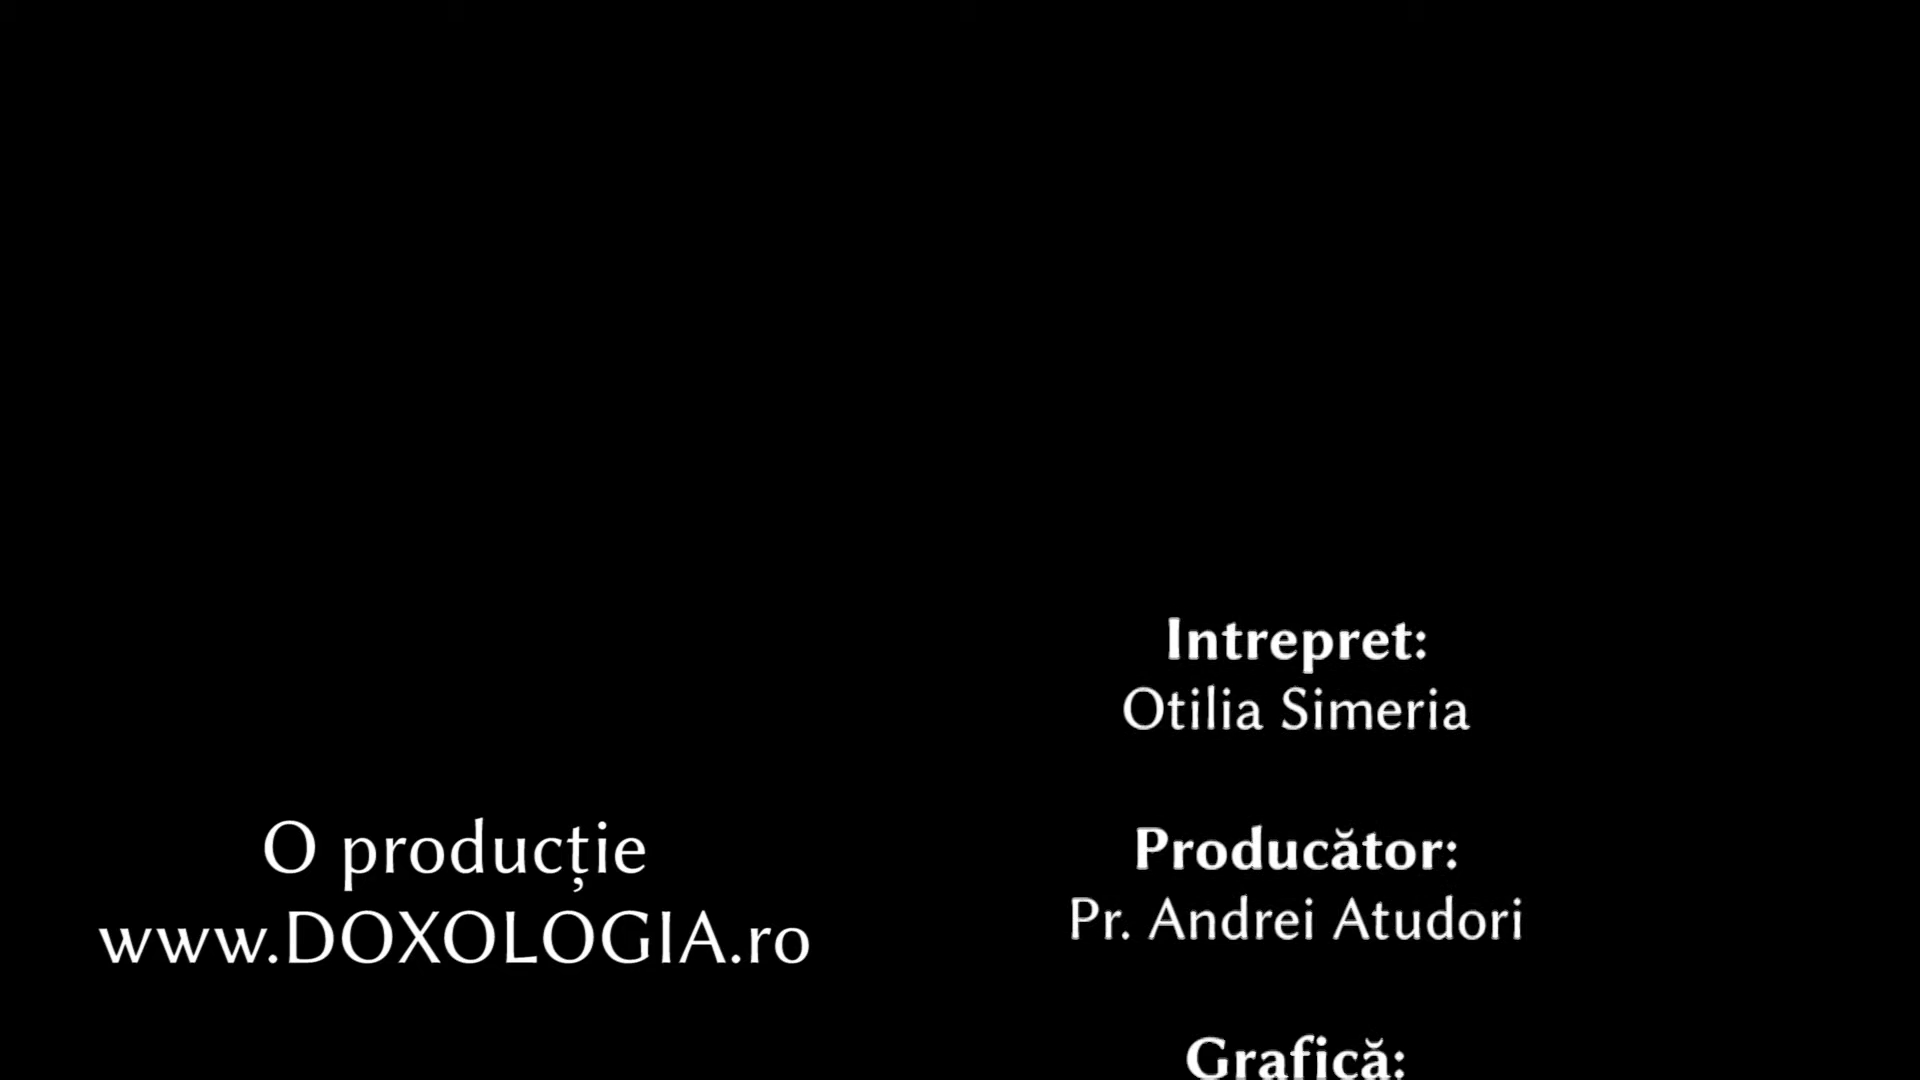 O producție
www.DOXOLOGIA.ro
Intrepret:
Otilia Simeria
Producător:
Pr. Andrei Atudori
Grafică: